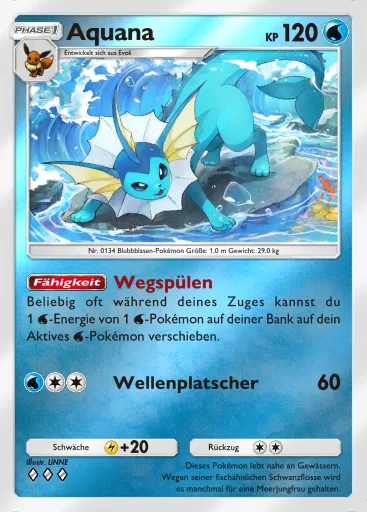 PHASE 1
Aquana
KP 120
Entwickelt sich aus Evoli
Nr. 0134 Blubbblasen-Pokémon Größe: 1,0 m Gewicht: 29,0 kg
Fähigkeit Wegspülen
Beliebig oft während deines Zuges kannst du
1 -Energie von 1 -Pokémon auf deiner Bank auf dein
Aktives -Pokémon verschieben.
Wellenplatscher 60
Schwäche +20 Rückzug
Illustr. LINNE
Dieses Pokémon lebt nahe an Gewässern.
Wegen seiner fischähnlichen Schwanzflosse wird
es manchmal für eine Meerjungfrau gehalten.